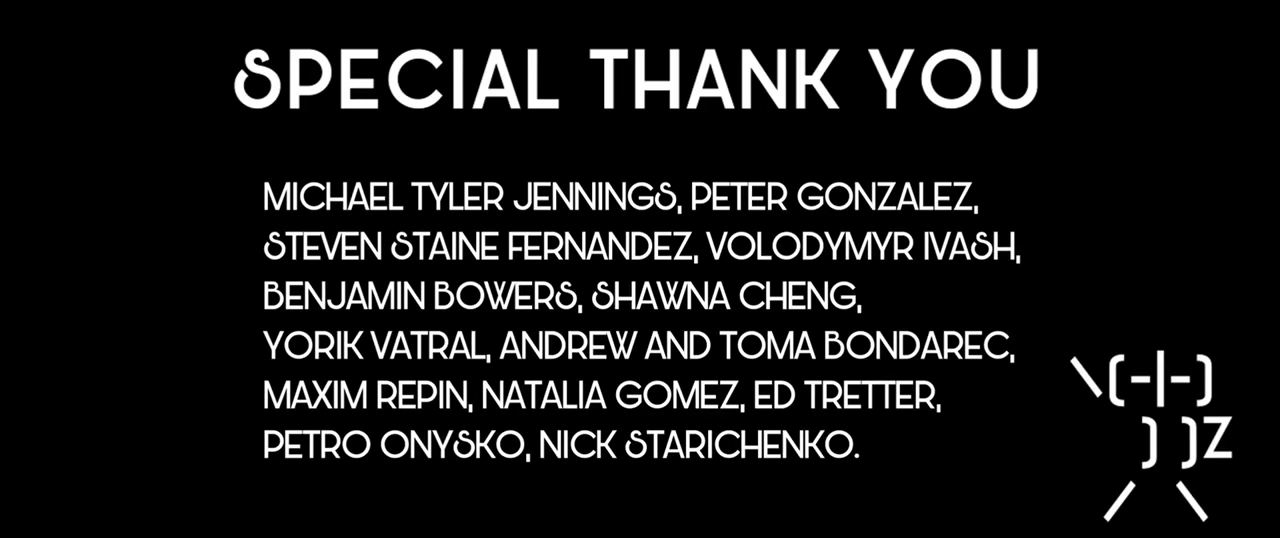 SPECIAL THANK YOU
MICHAEL TYLER JENNINGS, PETER GONZALEZ,
STEVEN STAINE FERNANDEZ, VOLODYMYR IVASH,
BENJAMIN BOWERS, SHAWNA CHENG,
YORIK VATRAL, ANDREW AND TOMA BONDAREC,
MAXIM REPIN, NATALIA GOMEZ, ED TRETTER,
PETRO ONYSKO, NICK STARICHENKO.
\(-|-)
) )Z
/ \